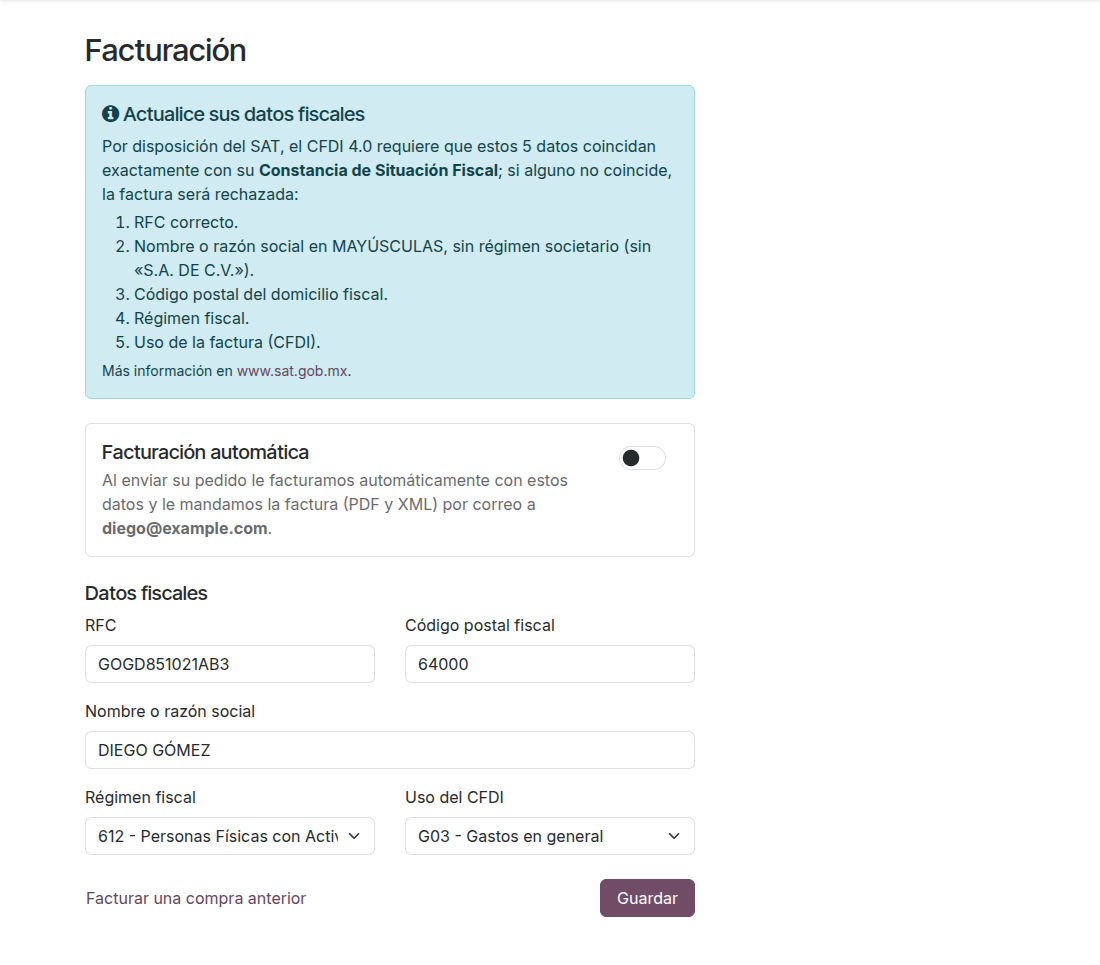 Facturación
Actualice sus datos fiscales
Por disposición del SAT, el CFDI 4.0 requiere que estos 5 datos coincidan
exactamente con su Constancia de Situación Fiscal; si alguno no coincide,
la factura será rechazada:
1. RFC correcto.
2. Nombre o razón social en MAYÚSCULAS, sin régimen societario (sin
«S.A. DE C.V.»).
3. Código postal del domicilio fiscal.
4. Régimen fiscal.
5. Uso de la factura (CFDI).
Más información en www.sat.gob.mx.
Facturación automática
Al enviar su pedido le facturamos automáticamente con estos
datos y le mandamos la factura (PDF y XML) por correo a
diego@example.com.
Datos fiscales
RFC
Código postal fiscal
GOGD851021AB3
64000
Nombre o razón social
DIEGO GÓMEZ
Régimen fiscal
Uso del CFDI
612 - Personas Físicas con Activ
G03 - Gastos en general
Facturar una compra anterior
Guardar